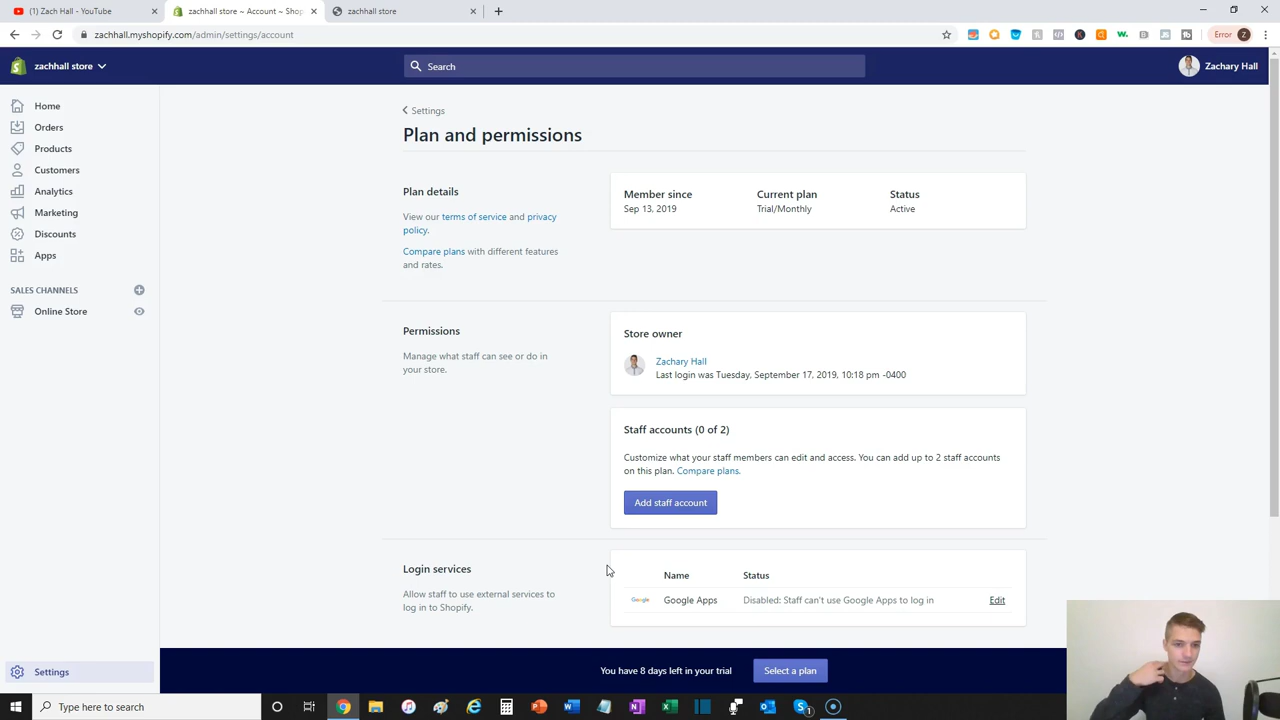 (1) Zach Hall - YouTube
zachhall store ~ Account ~ Shop
zachhall store
zachhall.myshopify.com/admin/settings/account
Error
Z
zachhall store
Search
Zachary Hall
Home
Orders
Products
Customers
Analytics
Marketing
Discounts
Apps
SALES CHANNELS
Online Store
Settings
Settings
Plan and permissions
Plan details
View our terms of service and privacy
policy.
Compare plans with different features
and rates.
Member since
Sep 13, 2019
Current plan
Trial/Monthly
Status
Active
Permissions
Manage what staff can see or do in
your store.
Store owner
Zachary Hall
Last login was Tuesday, September 17, 2019, 10:18 pm -0400
Staff accounts (0 of 2)
Customize what your staff members can edit and access. You can add up to 2 staff accounts
on this plan. Compare plans.
Add staff account
Login services
Allow staff to use external services to
log in to Shopify.
Name Status
Google Google Apps Disabled: Staff can't use Google Apps to log in Edit
You have 8 days left in your trial Select a plan
Type here to search